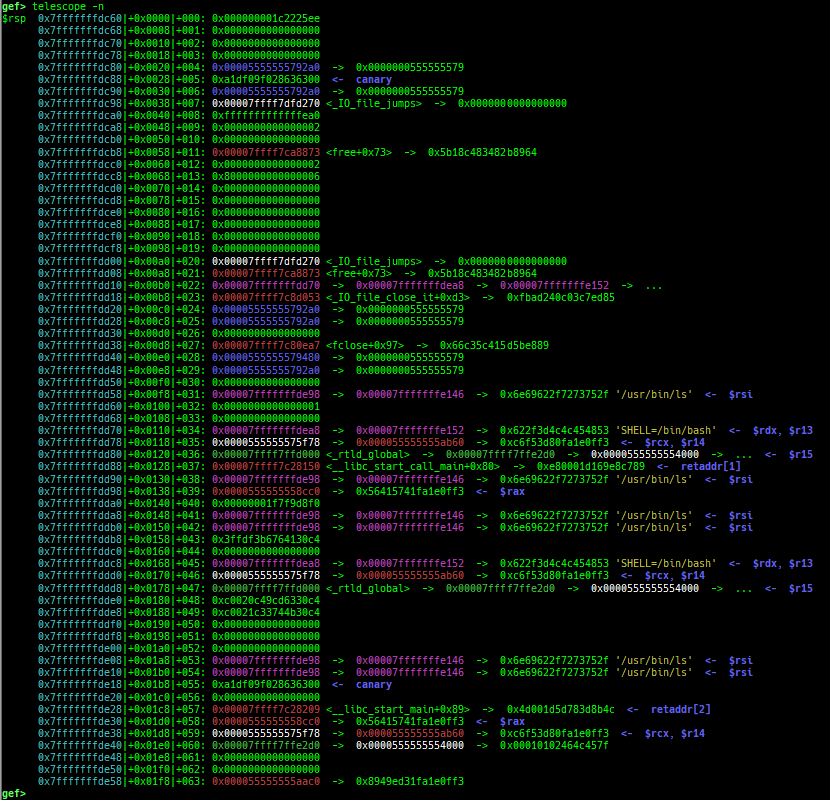 gef> telescope -n
$rsp  0x7fffffffdc60|+0x0000|+000: 0x000000001c2225ee
0x7fffffffdc68|+0x0008|+001: 0x0000000000000000
0x7fffffffdc70|+0x0010|+002: 0x0000000000000000
0x7fffffffdc78|+0x0018|+003: 0x0000000000000000
0x7fffffffdc80|+0x0020|+004: 0x00005555555792a0  ->  0x0000000555555579
0x7fffffffdc88|+0x0028|+005: 0xa1df09f028636300  <-  canary
0x7fffffffdc90|+0x0030|+006: 0x00005555555792a0  ->  0x0000000555555579
0x7fffffffdc98|+0x0038|+007: 0x00007ffff7dfd270 <_IO_file_jumps>  ->  0x0000000000000000
0x7fffffffdca0|+0x0040|+008: 0xfffffffffffffea0
0x7fffffffdca8|+0x0048|+009: 0x0000000000000002
0x7fffffffdcb0|+0x0050|+010: 0x0000000000000000
0x7fffffffdcb8|+0x0058|+011: 0x00007ffff7ca8873 <free+0x73>  ->  0x5b18c483482b8964
0x7fffffffdcc0|+0x0060|+012: 0x0000000000000002
0x7fffffffdcc8|+0x0068|+013: 0x8000000000000006
0x7fffffffdcd0|+0x0070|+014: 0x0000000000000000
0x7fffffffdcd8|+0x0078|+015: 0x0000000000000000
0x7fffffffdce0|+0x0080|+016: 0x0000000000000000
0x7fffffffdce8|+0x0088|+017: 0x0000000000000000
0x7fffffffdcf0|+0x0090|+018: 0x0000000000000000
0x7fffffffdcf8|+0x0098|+019: 0x0000000000000000
0x7fffffffdd00|+0x00a0|+020: 0x00007ffff7dfd270 <_IO_file_jumps>  ->  0x0000000000000000
0x7fffffffdd08|+0x00a8|+021: 0x00007ffff7ca8873 <free+0x73>  ->  0x5b18c483482b8964
0x7fffffffdd10|+0x00b0|+022: 0x00007fffffffdd70  ->  0x00007fffffffdea8  ->  0x00007fffffffe152  ->  ...
0x7fffffffdd18|+0x00b8|+023: 0x00007ffff7c8d053 <_IO_file_close_it+0xd3>  ->  0xfbad240c03c7ed85
0x7fffffffdd20|+0x00c0|+024: 0x00005555555792a0  ->  0x0000000555555579
0x7fffffffdd28|+0x00c8|+025: 0x00005555555792a0  ->  0x0000000555555579
0x7fffffffdd30|+0x00d0|+026: 0x0000000000000000
0x7fffffffdd38|+0x00d8|+027: 0x00007ffff7c80ea7 <fclose+0x97>  ->  0x66c35c415d5be889
0x7fffffffdd40|+0x00e0|+028: 0x0000555555579480  ->  0x0000000555555579
0x7fffffffdd48|+0x00e8|+029: 0x00005555555792a0  ->  0x0000000555555579
0x7fffffffdd50|+0x00f0|+030: 0x0000000000000000
0x7fffffffdd58|+0x00f8|+031: 0x00007fffffffde98  ->  0x00007fffffffe146  ->  0x6e69622f7273752f '/usr/bin/ls'  <-  $rsi
0x7fffffffdd60|+0x0100|+032: 0x0000000000000001
0x7fffffffdd68|+0x0108|+033: 0x0000000000000000
0x7fffffffdd70|+0x0110|+034: 0x00007fffffffdea8  ->  0x00007fffffffe152  ->  0x622f3d4c4c454853 'SHELL=/bin/bash'  <-  $rdx, $r13
0x7fffffffdd78|+0x0118|+035: 0x0000555555575f78  ->  0x000055555555ab60  ->  0xc6f53d80fa1e0ff3  <-  $rcx, $r14
0x7fffffffdd80|+0x0120|+036: 0x00007ffff7ffd000 <_rtld_global>  ->  0x00007ffff7ffe2d0  ->  0x0000555555554000  ->  ...  <-  $r15
0x7fffffffdd88|+0x0128|+037: 0x00007ffff7c28150 <__libc_start_call_main+0x80>  ->  0xe80001d169e8c789  <-  retaddr[1]
0x7fffffffdd90|+0x0130|+038: 0x00007fffffffde98  ->  0x00007fffffffe146  ->  0x6e69622f7273752f '/usr/bin/ls'  <-  $rsi
0x7fffffffdd98|+0x0138|+039: 0x0000555555558cc0  ->  0x56415741fa1e0ff3  <-  $rax
0x7fffffffdda0|+0x0140|+040: 0x00000001f7f9d8f0
0x7fffffffdda8|+0x0148|+041: 0x00007fffffffde98  ->  0x00007fffffffe146  ->  0x6e69622f7273752f '/usr/bin/ls'  <-  $rsi
0x7fffffffddb0|+0x0150|+042: 0x00007fffffffde98  ->  0x00007fffffffe146  ->  0x6e69622f7273752f '/usr/bin/ls'  <-  $rsi
0x7fffffffddb8|+0x0158|+043: 0x3ffdf3b6764130c4
0x7fffffffddc0|+0x0160|+044: 0x0000000000000000
0x7fffffffddc8|+0x0168|+045: 0x00007fffffffdea8  ->  0x00007fffffffe152  ->  0x622f3d4c4c454853 'SHELL=/bin/bash'  <-  $rdx, $r13
0x7fffffffddd0|+0x0170|+046: 0x0000555555575f78  ->  0x000055555555ab60  ->  0xc6f53d80fa1e0ff3  <-  $rcx, $r14
0x7fffffffddd8|+0x0178|+047: 0x00007ffff7ffd000 <_rtld_global>  ->  0x00007ffff7ffe2d0  ->  0x0000555555554000  ->  ...  <-  $r15
0x7fffffffdde0|+0x0180|+048: 0xc0020c49cd6330c4
0x7fffffffdde8|+0x0188|+049: 0xc0021c33744b30c4
0x7fffffffddf0|+0x0190|+050: 0x0000000000000000
0x7fffffffddf8|+0x0198|+051: 0x0000000000000000
0x7fffffffde00|+0x01a0|+052: 0x0000000000000000
0x7fffffffde08|+0x01a8|+053: 0x00007fffffffde98  ->  0x00007fffffffe146  ->  0x6e69622f7273752f '/usr/bin/ls'  <-  $rsi
0x7fffffffde10|+0x01b0|+054: 0x00007fffffffde98  ->  0x00007fffffffe146  ->  0x6e69622f7273752f '/usr/bin/ls'  <-  $rsi
0x7fffffffde18|+0x01b8|+055: 0xa1df09f028636300  <-  canary
0x7fffffffde20|+0x01c0|+056: 0x0000000000000000
0x7fffffffde28|+0x01c8|+057: 0x00007ffff7c28209 <__libc_start_main+0x89>  ->  0x4d001d5d783d8b4c  <-  retaddr[2]
0x7fffffffde30|+0x01d0|+058: 0x0000555555558cc0  ->  0x56415741fa1e0ff3  <-  $rax
0x7fffffffde38|+0x01d8|+059: 0x0000555555575f78  ->  0x000055555555ab60  ->  0xc6f53d80fa1e0ff3  <-  $rcx, $r14
0x7fffffffde40|+0x01e0|+060: 0x00007ffff7ffe2d0  ->  0x0000555555554000  ->  0x00010102464c457f
0x7fffffffde48|+0x01e8|+061: 0x0000000000000000
0x7fffffffde50|+0x01f0|+062: 0x0000000000000000
0x7fffffffde58|+0x01f8|+063: 0x000055555555aac0  ->  0x8949ed31fa1e0ff3
gef>